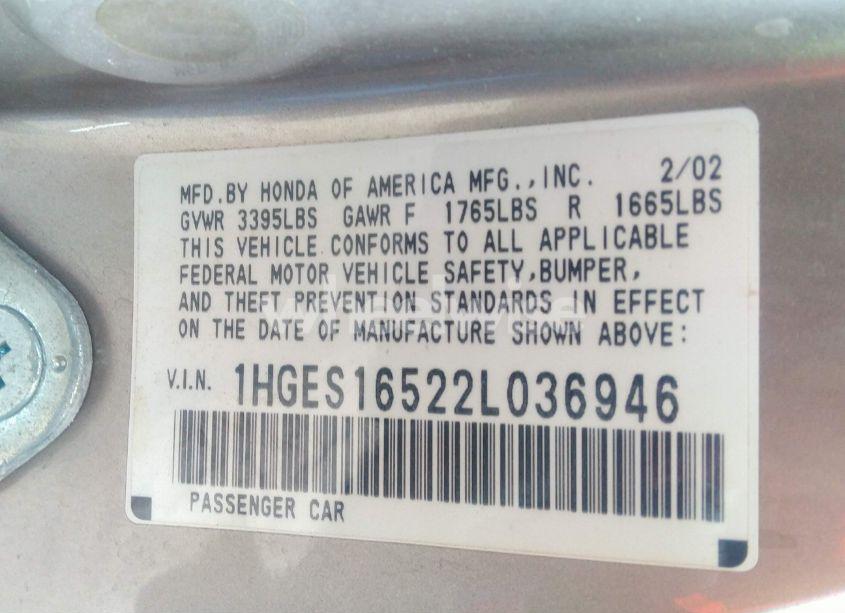 MFD.BY HONDA OF AMERICA MFG.,INC. 2/02
GVWR 3395LBS GAWR F 1765LBS R 1665LBS
THIS VEHICLE CONFORMS TO ALL APPLICABLE
FEDERAL MOTOR VEHICLE SAFETY,BUMPER,
AND THEFT PREVENTION STANDARDS IN EFFECT
ON THE DATE OF MANUFACTURE SHOWN ABOVE:
V.I.N. 1HGES16522L036946
PASSENGER CAR